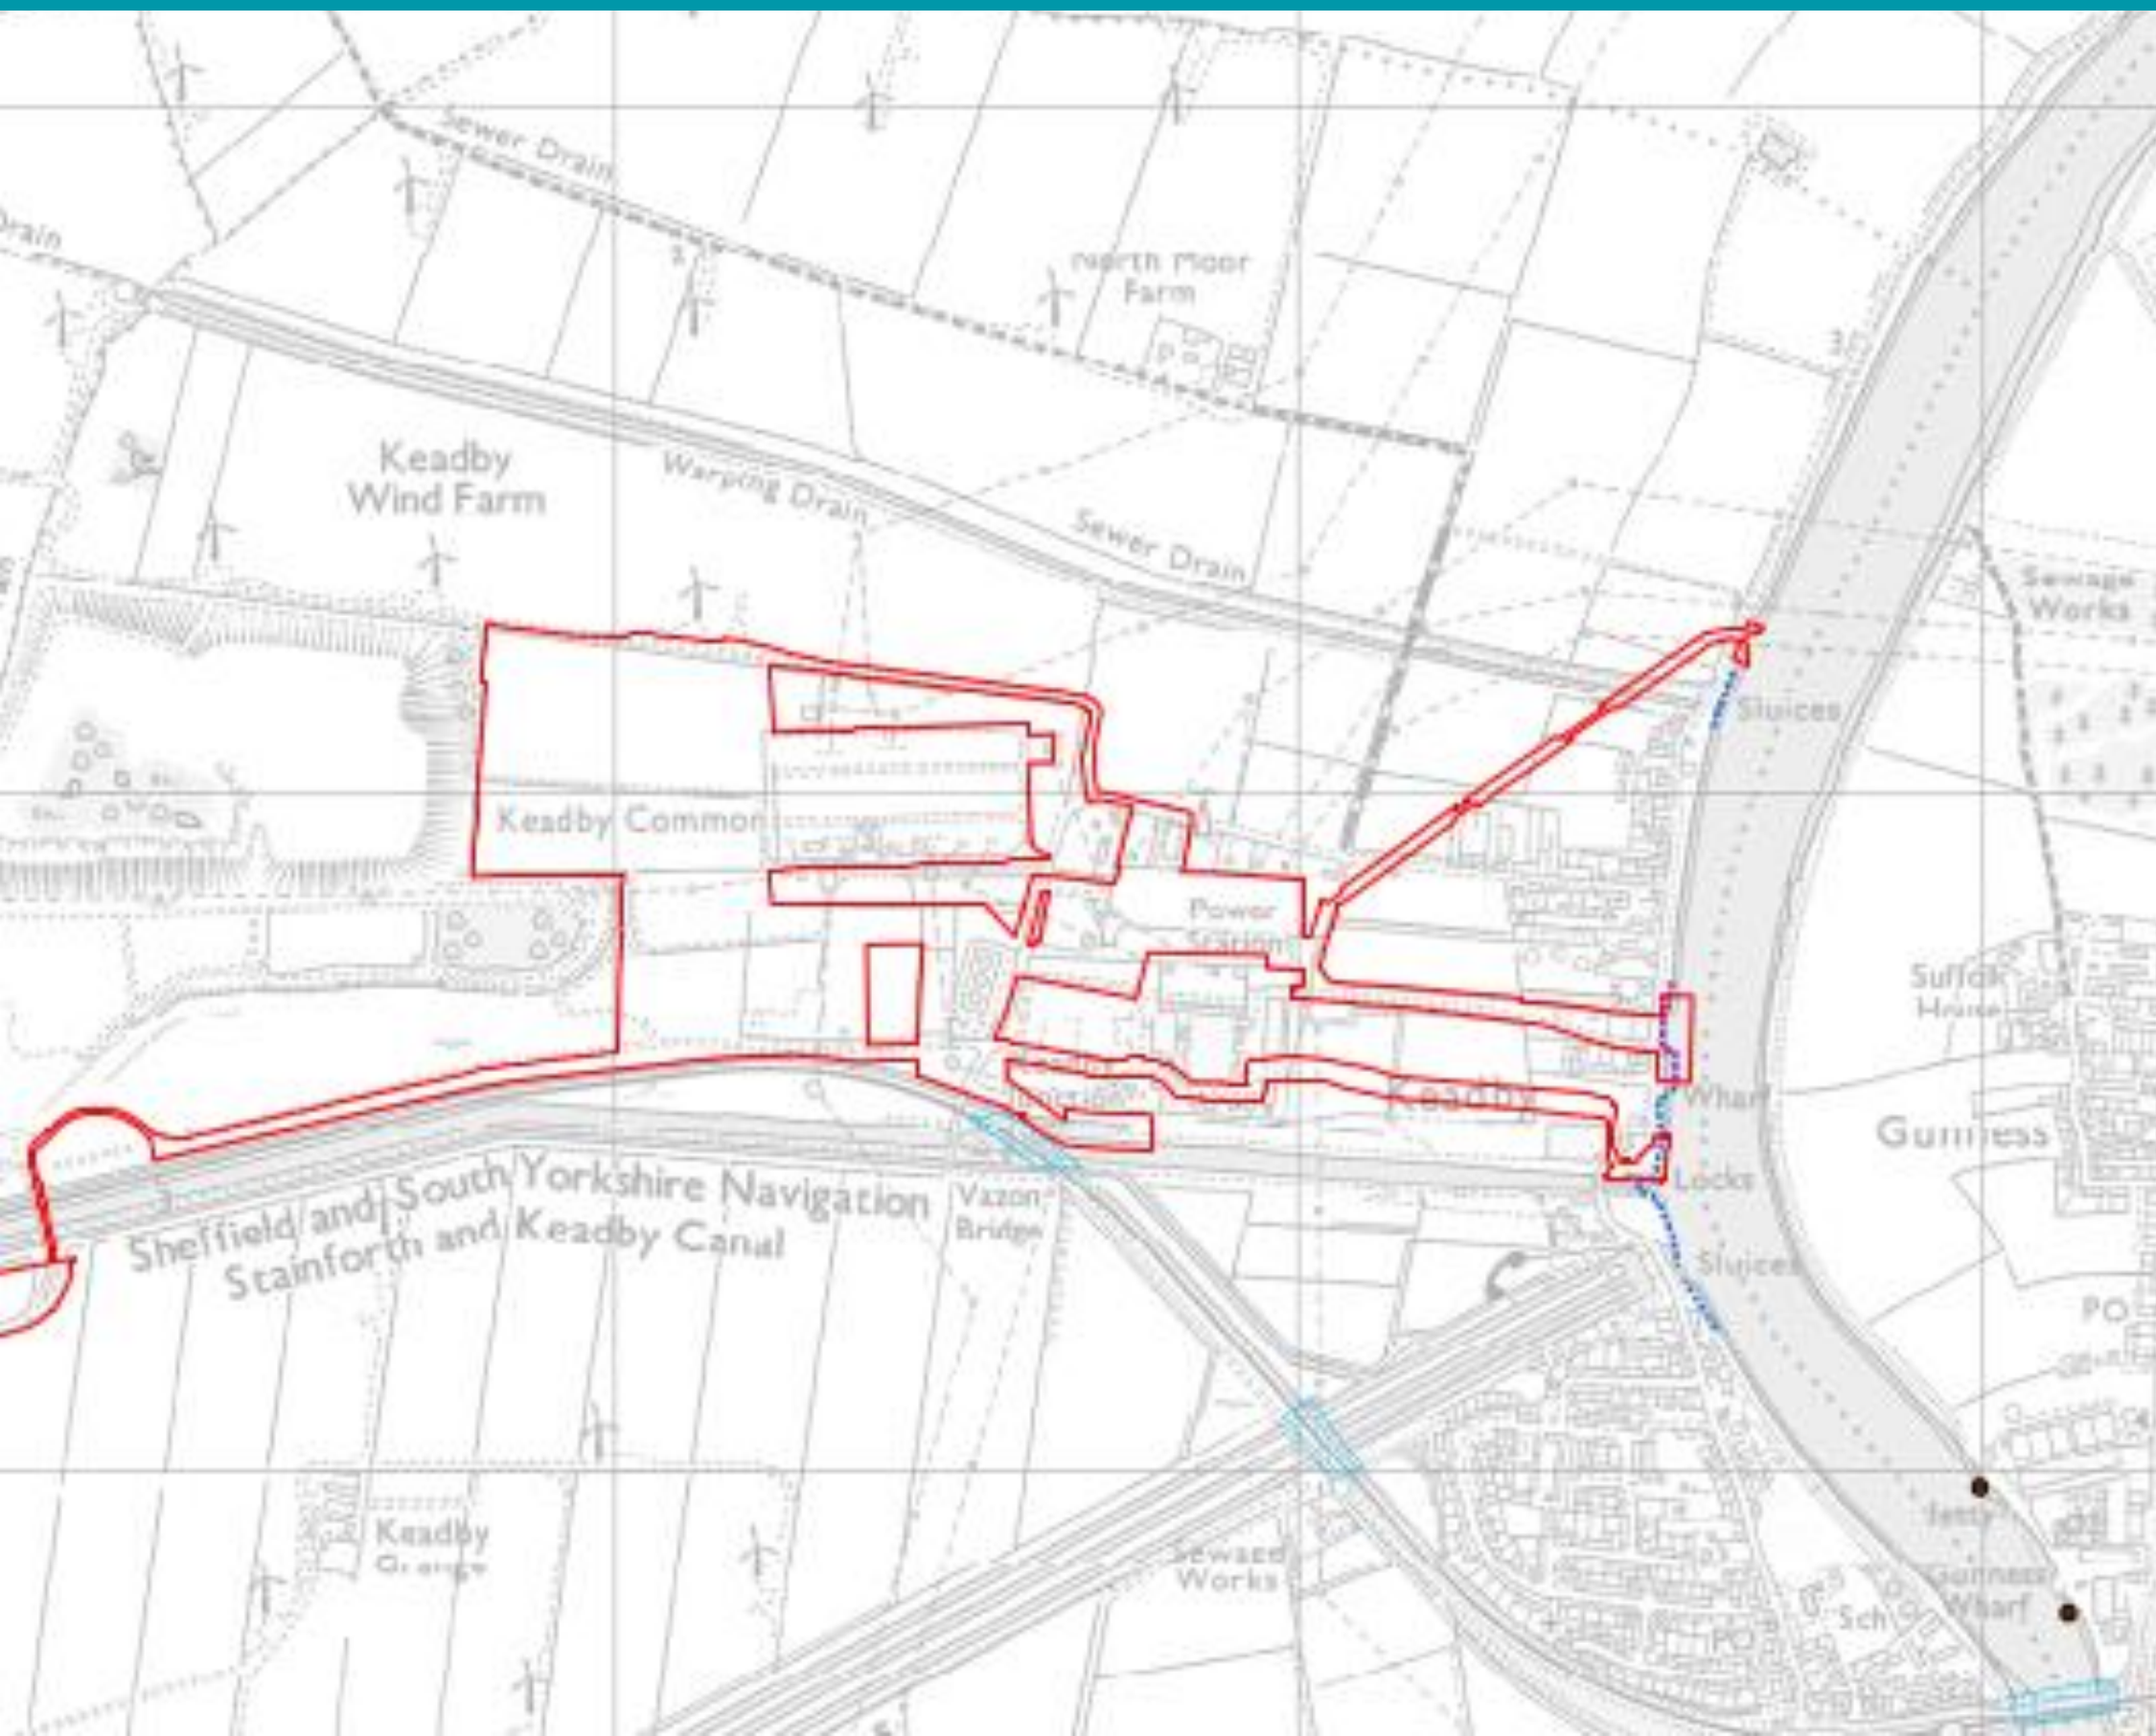 Sewer Drain
Drain
North Moor
Farm
Keadby
Wind Farm
Warping Drain
Sewer Drain
Sewage
Works
Sluices
Keadby Common
Power
Station
Suffolk
House
Keadby
Wharf
Gunness
Locks
Sheffield and South Yorkshire Navigation
Stainforth and Keadby Canal
Vazon
Bridge
Sluices
PO
Keadby
Grange
Jetty
Sewage
Works
Gunness
Wharf
Sch
PO